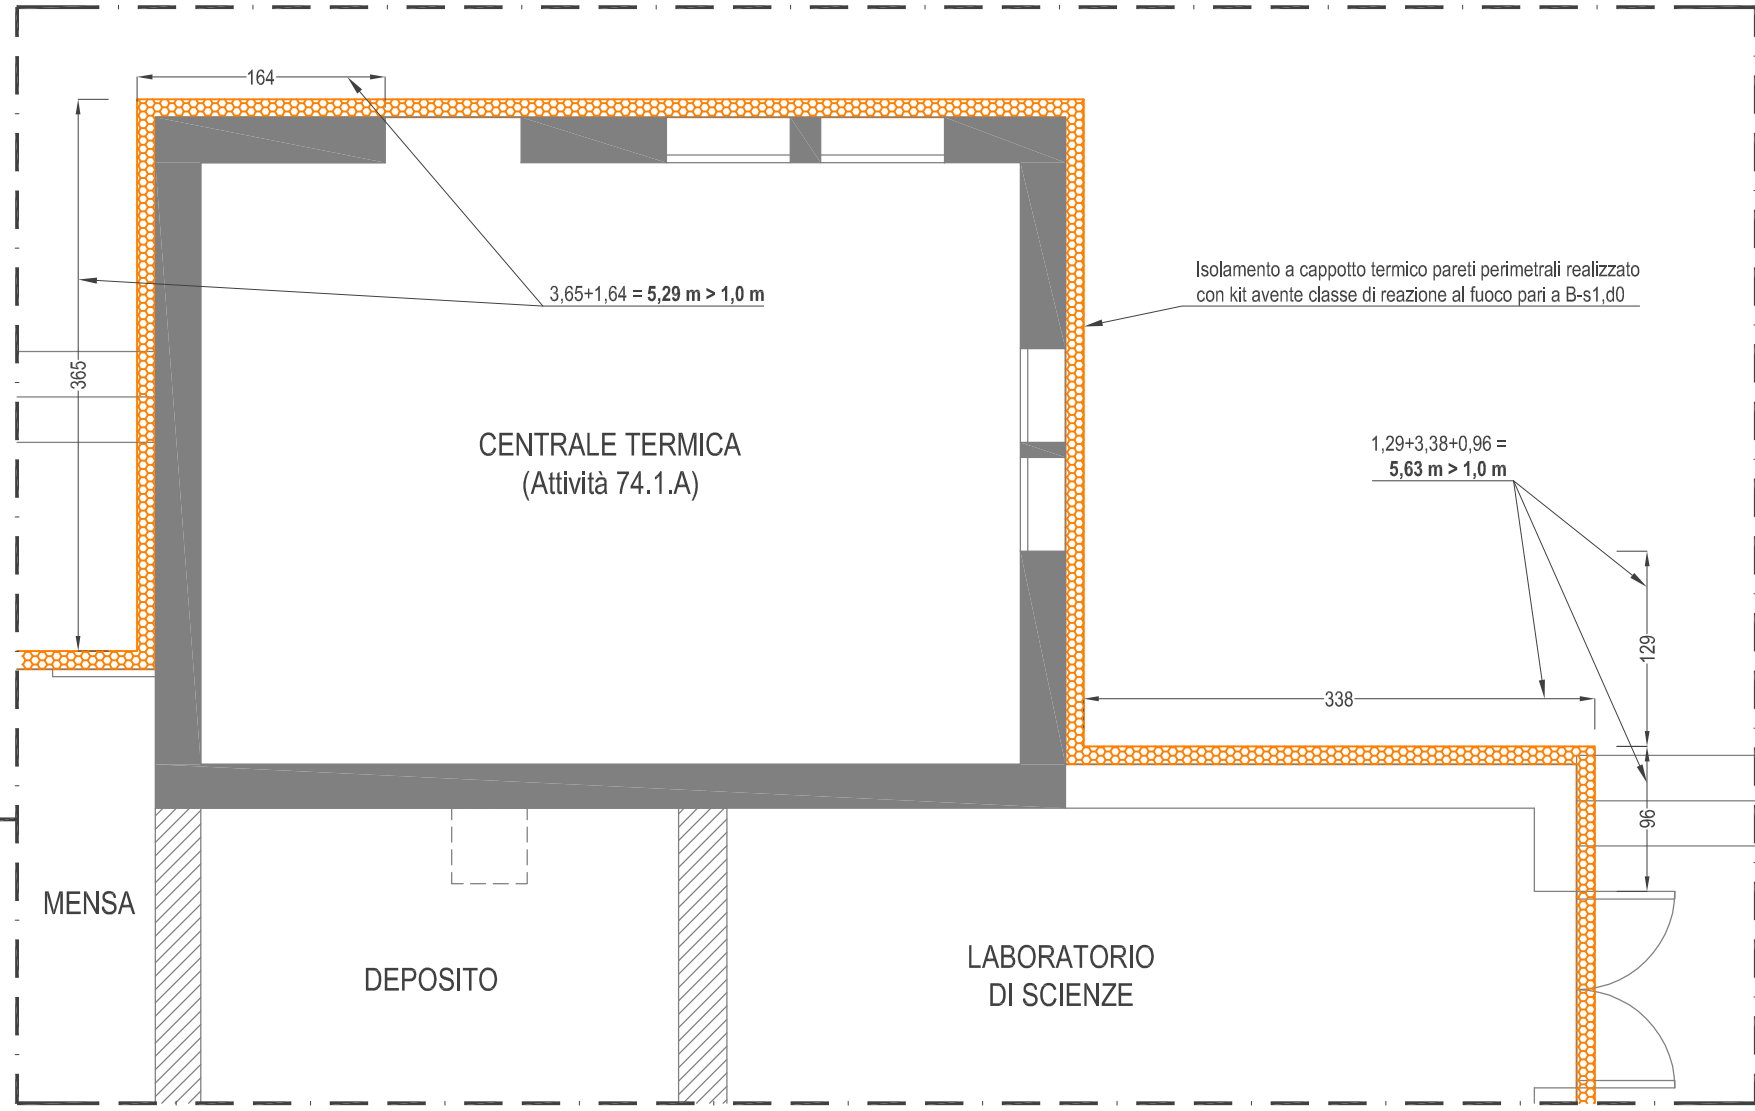 164
3,65+1,64 = 5,29 m > 1,0 m
Isolamento a cappotto termico pareti perimetrali realizzato
con kit avente classe di reazione al fuoco pari a B-s1,d0
365
CENTRALE TERMICA
(Attività 74.1.A)
1,29+3,38+0,96 =
5,63 m > 1,0 m
129
338
96
MENSA
DEPOSITO
LABORATORIO
DI SCIENZE